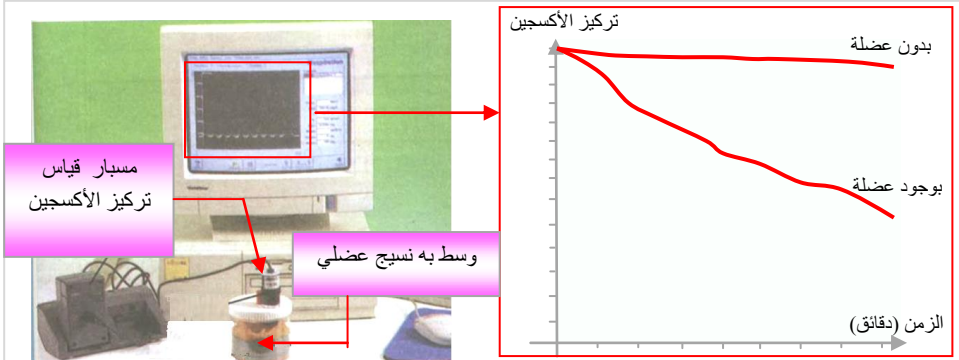 تركيز الأكسجين
بدون عضلة
بوجود عضلة
الزمن (دقائق)
مسبار قياس
تركيز الأكسجين
وسط به نسيج عضلي